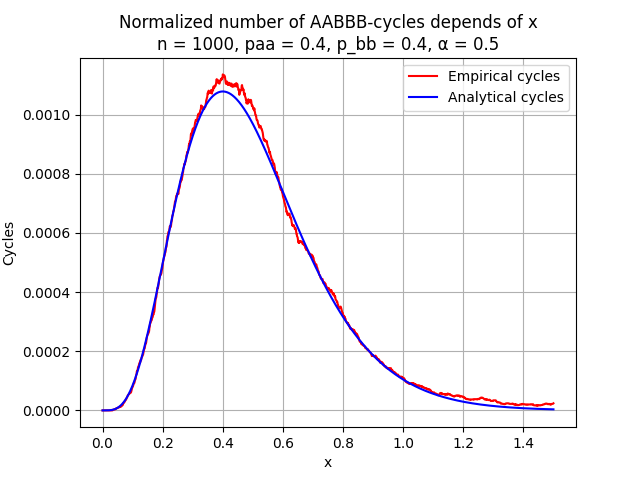 Normalized number of AABBB-cycles depends of x
n = 1000, paa = 0.4, p_bb = 0.4, α = 0.5
Empirical cycles
Analytical cycles
Cycles
0.0010
0.0008
0.0006
0.0004
0.0002
0.0000
0.0 0.2 0.4 0.6 0.8 1.0 1.2 1.4
x